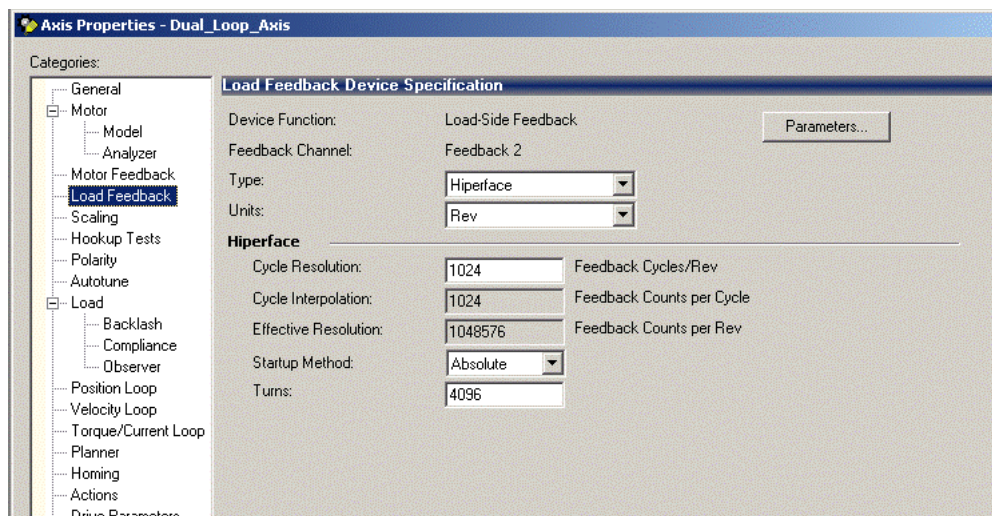 Axis Properties - Dual_Loop_Axis
Categories:
General
Motor
Model
Analyzer
Motor Feedback
Load Feedback
Scaling
Hookup Tests
Polarity
Autotune
Load
Backlash
Compliance
Observer
Position Loop
Velocity Loop
Torque/Current Loop
Planner
Homing
Actions
Drive Parameters
Load Feedback Device Specification
Device Function: Load-Side Feedback
Parameters...
Feedback Channel: Feedback 2
Type: Hiperface
Units: Rev
Hiperface
Cycle Resolution: 1024 Feedback Cycles/Rev
Cycle Interpolation: 1024 Feedback Counts per Cycle
Effective Resolution: 1048576 Feedback Counts per Rev
Startup Method: Absolute
Turns: 4096